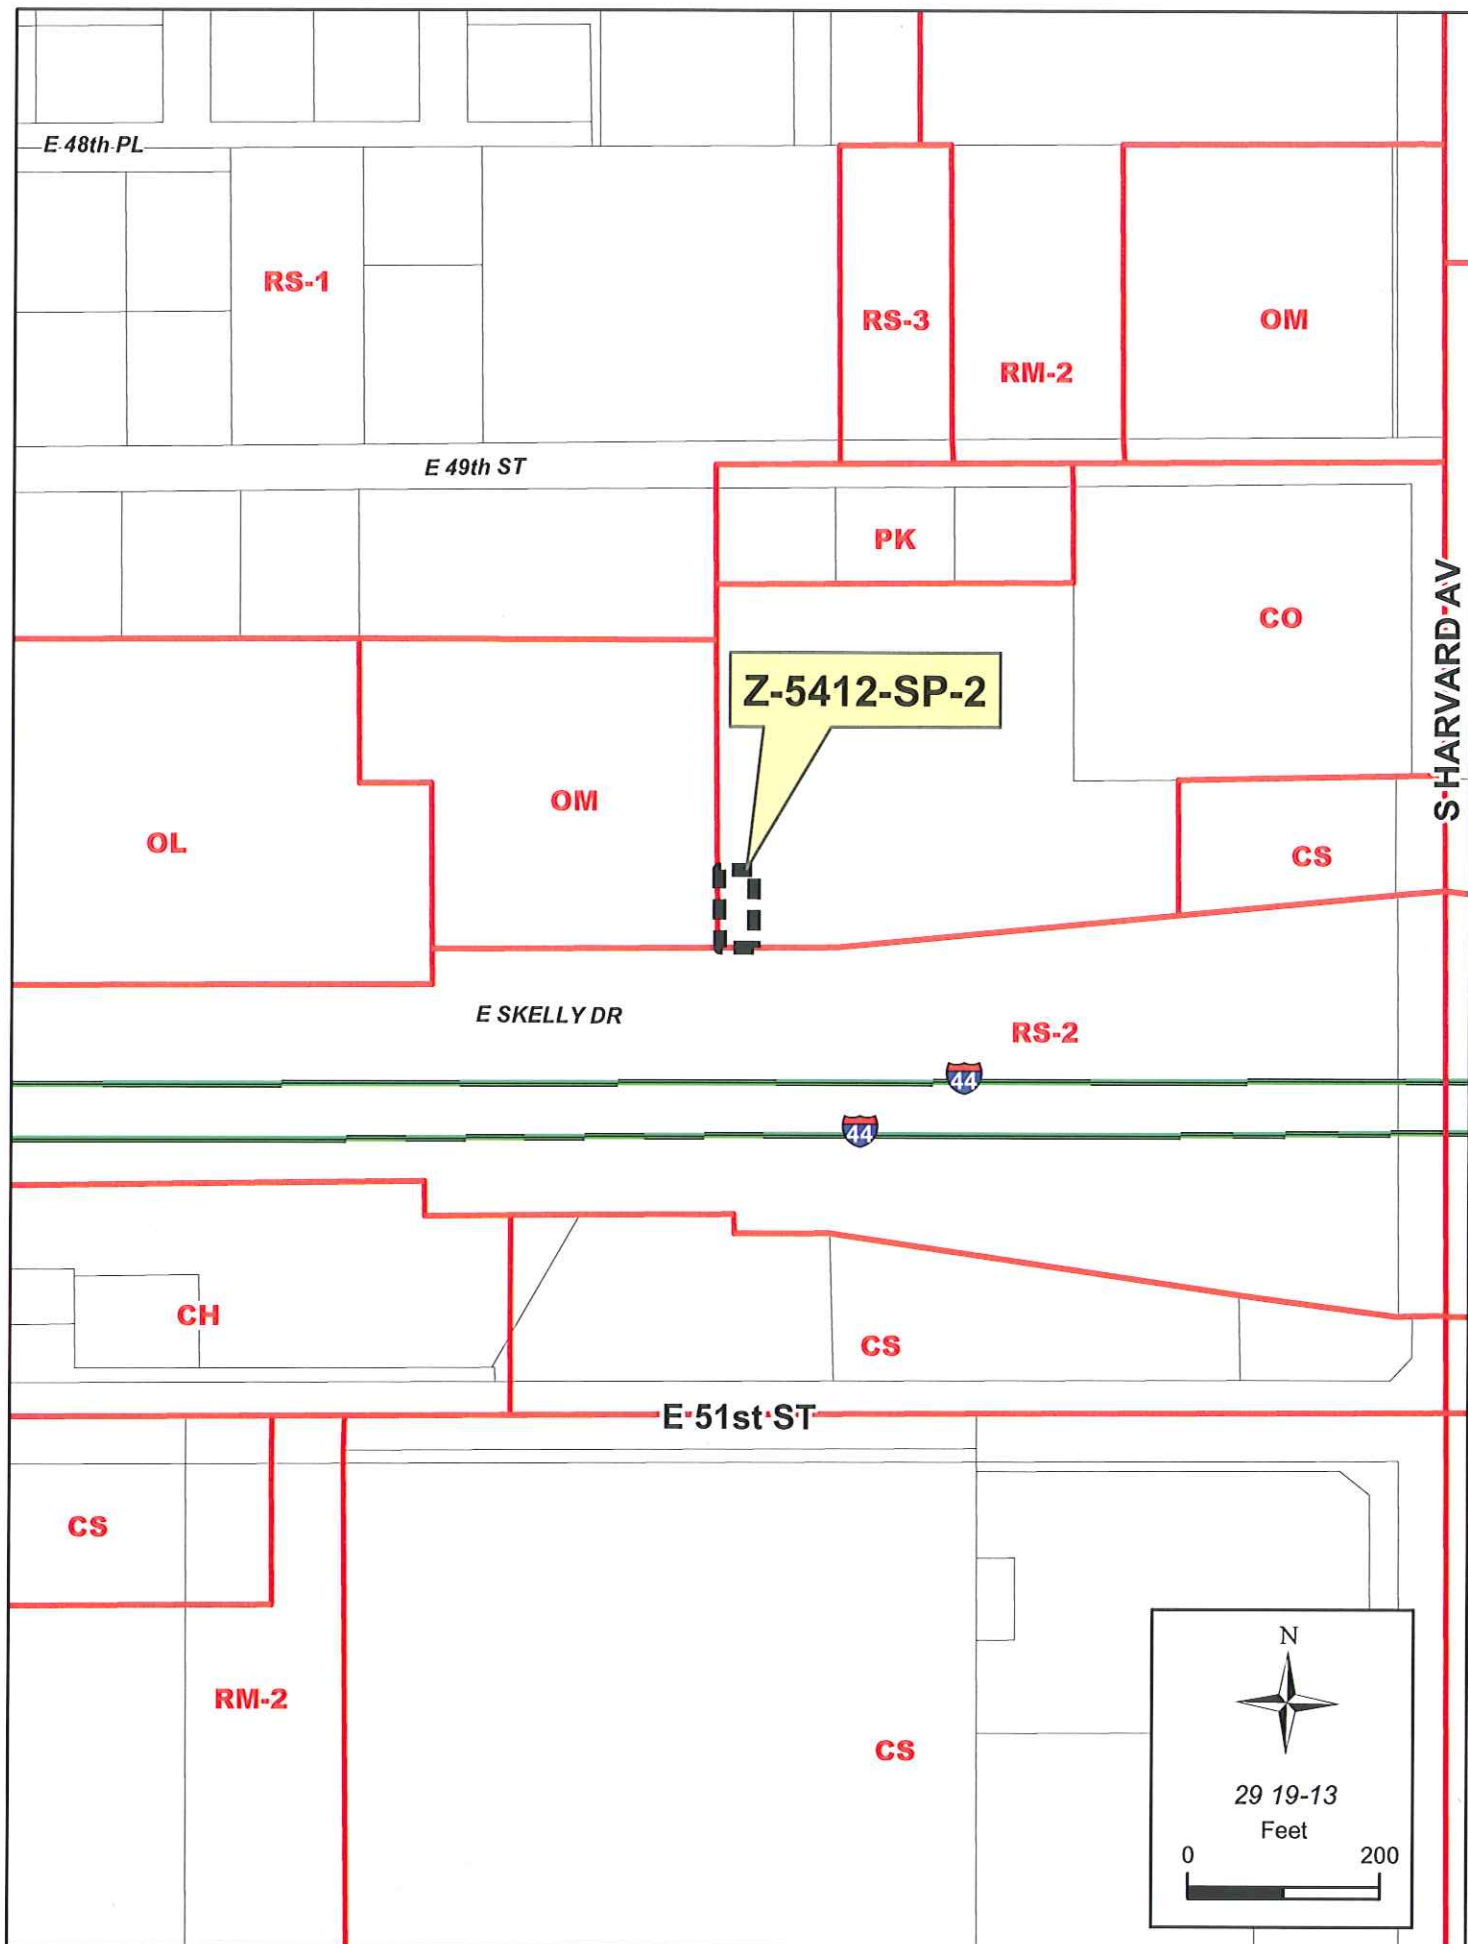 E 48th PL
RS-1
RS-3
OM
RM-2
E 49th ST
PK
CO
S HARVARD AV
Z-5412-SP-2
OM
OL
CS
E SKELLY DR
RS-2
44
44
CH
CS
E 51st ST
CS
RM-2
CS
N
29 19-13
Feet
0 200